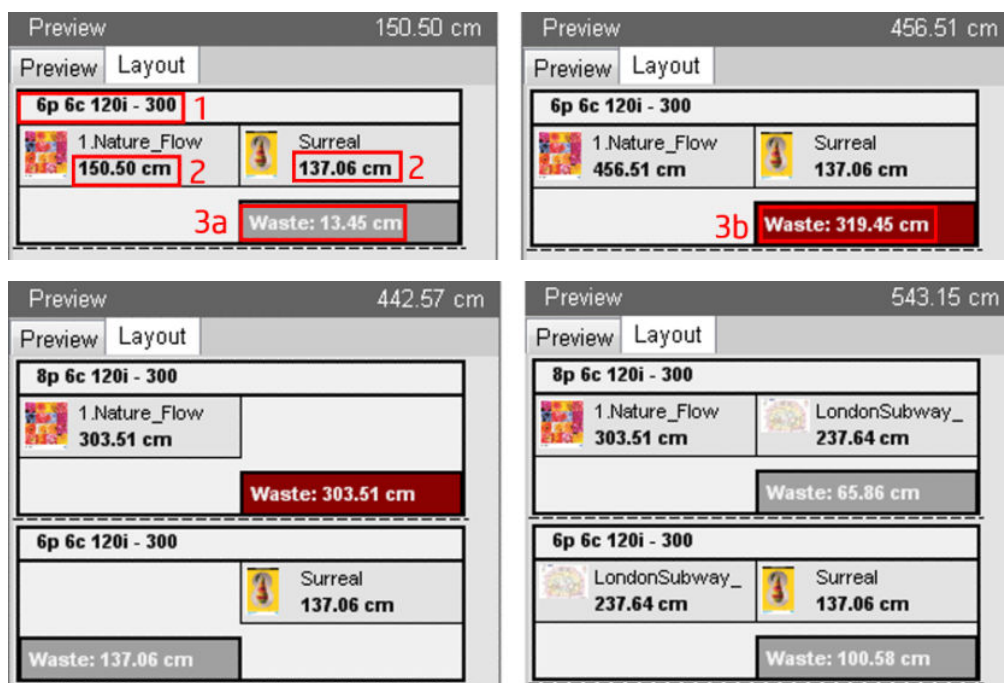 Preview 150.50 cm
Preview Layout
6p 6c 120i - 300 1
1.Nature_Flow
150.50 cm 2
Surreal
137.06 cm 2
3a Waste: 13.45 cm
Preview 456.51 cm
Preview Layout
6p 6c 120i - 300
1.Nature_Flow
456.51 cm
Surreal
137.06 cm
3b Waste: 319.45 cm
Preview 442.57 cm
Preview Layout
8p 6c 120i - 300
1.Nature_Flow
303.51 cm
Waste: 303.51 cm
6p 6c 120i - 300
Surreal
137.06 cm
Waste: 137.06 cm
Preview 543.15 cm
Preview Layout
8p 6c 120i - 300
1.Nature_Flow
303.51 cm
LondonSubway_
237.64 cm
Waste: 65.86 cm
6p 6c 120i - 300
LondonSubway_
237.64 cm
Surreal
137.06 cm
Waste: 100.58 cm